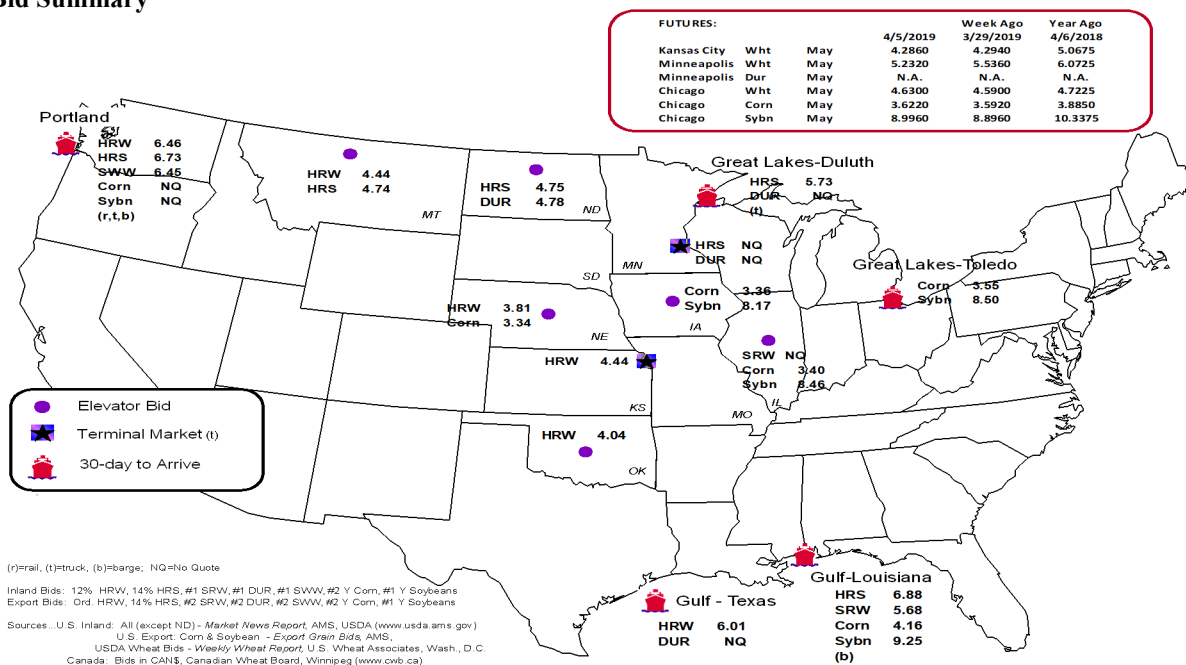 Bid Summary
FUTURES: Week Ago Year Ago
4/5/2019 3/29/2019 4/6/2018
Kansas City Wht May 4.2860 4.2940 5.0675
Minneapolis Wht May 5.2320 5.5360 6.0725
Minneapolis Dur May N.A. N.A. N.A.
Chicago Wht May 4.6300 4.5900 4.7225
Chicago Corn May 3.6220 3.5920 3.8850
Chicago Sybn May 8.9960 8.8960 10.3375
Portland
HRW 6.46
HRS 6.73
SWW 6.45
Corn NQ
Sybn NQ
(r,t,b)
HRW 4.44
HRS 4.74
MT
HRS 4.75
DUR 4.78
ND
Great Lakes-Duluth
HRS 5.73
DUR NQ
(t)
HRS NQ
DUR NQ
MN
SD
Great Lakes-Toledo
Corn 3.55
Sybn 8.50
Corn 3.36
Sybn 8.17
IA
HRW 3.81
Corn 3.34
NE
HRW 4.44
KS
SRW NQ
Corn 3.40
Sybn 8.46
IL
MO
HRW 4.04
OK
Elevator Bid
Terminal Market (t)
30-day to Arrive
Gulf-Louisiana
HRS 6.88
SRW 5.68
Corn 4.16
Sybn 9.25
(b)
Gulf - Texas
HRW 6.01
DUR NQ
(r)=rail, (t)=truck, (b)=barge; NQ=No Quote
Inland Bids: 12% HRW, 14% HRS, #1 SRW, #1 DUR, #1 SWW, #2 Y Corn, #1 Y Soybeans
Export Bids: Ord. HRW, 14% HRS, #2 SRW, #2 DUR, #2 SWW, #2 Y Corn, #1 Y Soybeans
Sources...U.S. Inland: All (except ND) - Market News Report, AMS, USDA (www.usda.ams.gov)
U.S. Export: Corn & Soybean - Export Grain Bids, AMS,
USDA Wheat Bids - Weekly Wheat Report, U.S. Wheat Associates, Wash., D.C.
Canada: Bids in CAN$, Canadian Wheat Board, Winnipeg (www.cwb.ca)